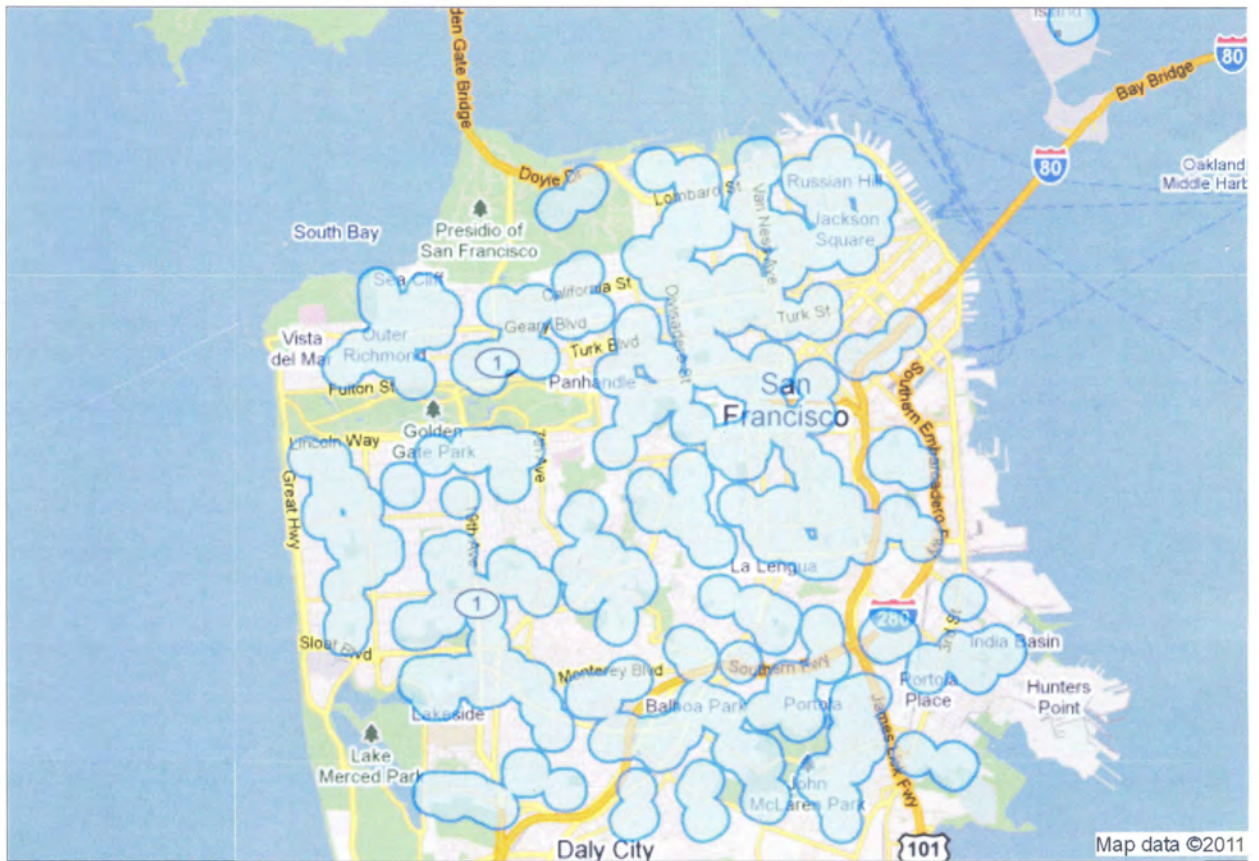 den Gate Bridge
Island
80
Bay Bridge
80
Oakland
Middle Harb
Doyle Dr
Lombard St
Russian Hill
Van Ness Ave
Jackson
Square
Presidio of
San Francisco
South Bay
Sea Cliff
California St
Divisadero St
Geary Blvd
Turk St
Vista
del Mar
Outer
Richmond
1
Turk Blvd
Panhandle
Fulton St
San
Francisco
Southern Embarcadero Fwy
Golden
Gate Park
Lincoln Way
7th Ave
Great Hwy
19th Ave
La Lengua
1
280
3rd St
India Basin
Sloat Blvd
Monterey Blvd
Southern Fwy
Portola
Place
Hunters
Point
Lakeside
Balboa Park
Portola
James Lick Fwy
Lake
Merced Park
John
McLaren Park
Daly City
101
Map data ©2011